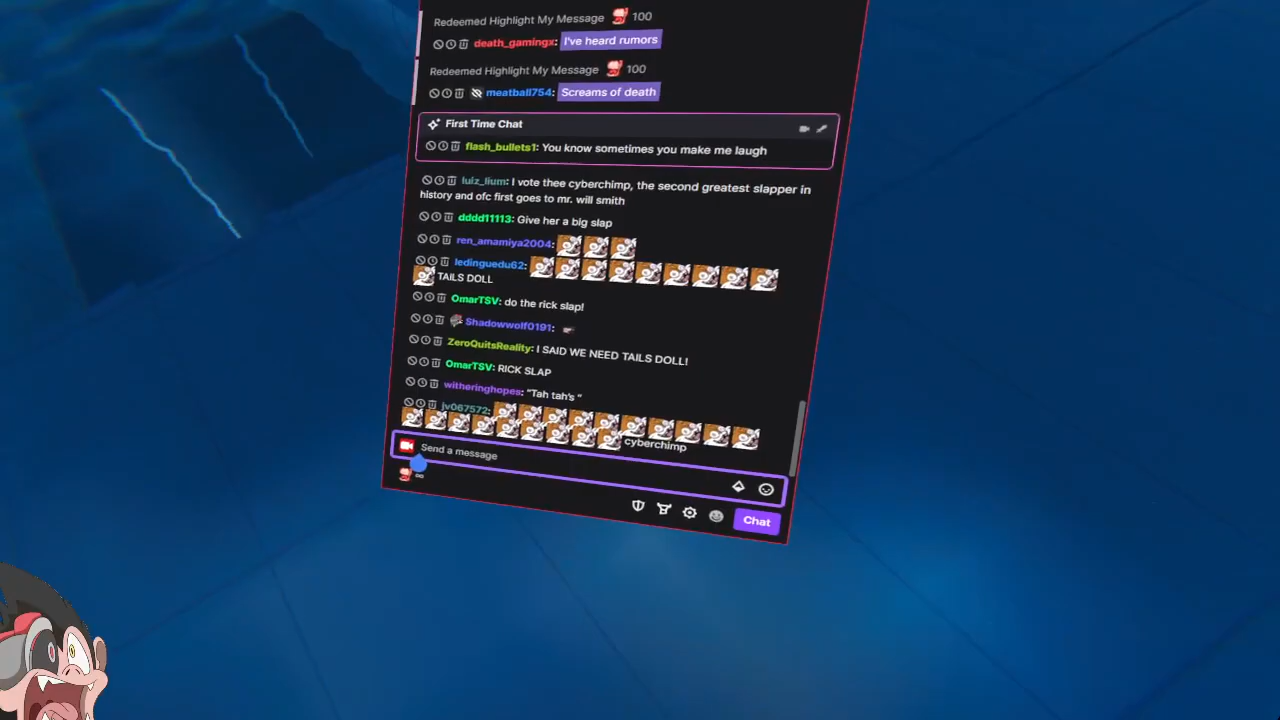 Redeemed Highlight My Message 100
death_gamingx: I've heard rumors
Redeemed Highlight My Message 100
meatball754: Screams of death
First Time Chat
flash_bullets1: You know sometimes you make me laugh
luiz_lium: I vote thee cyberchimp, the second greatest slapper in
history and ofc first goes to mr. will smith
dddd11113: Give her a big slap
ren_amamiya2004:
ledinguedu62:
TAILS DOLL
OmarTSV: do the rick slap!
Shadowwolf0191:
ZeroQuitsReality: I SAID WE NEED TAILS DOLL!
OmarTSV: RICK SLAP
witheringhopes: "Tah tah's "
jv067572:
cyberchimp
Send a message
∞
Chat